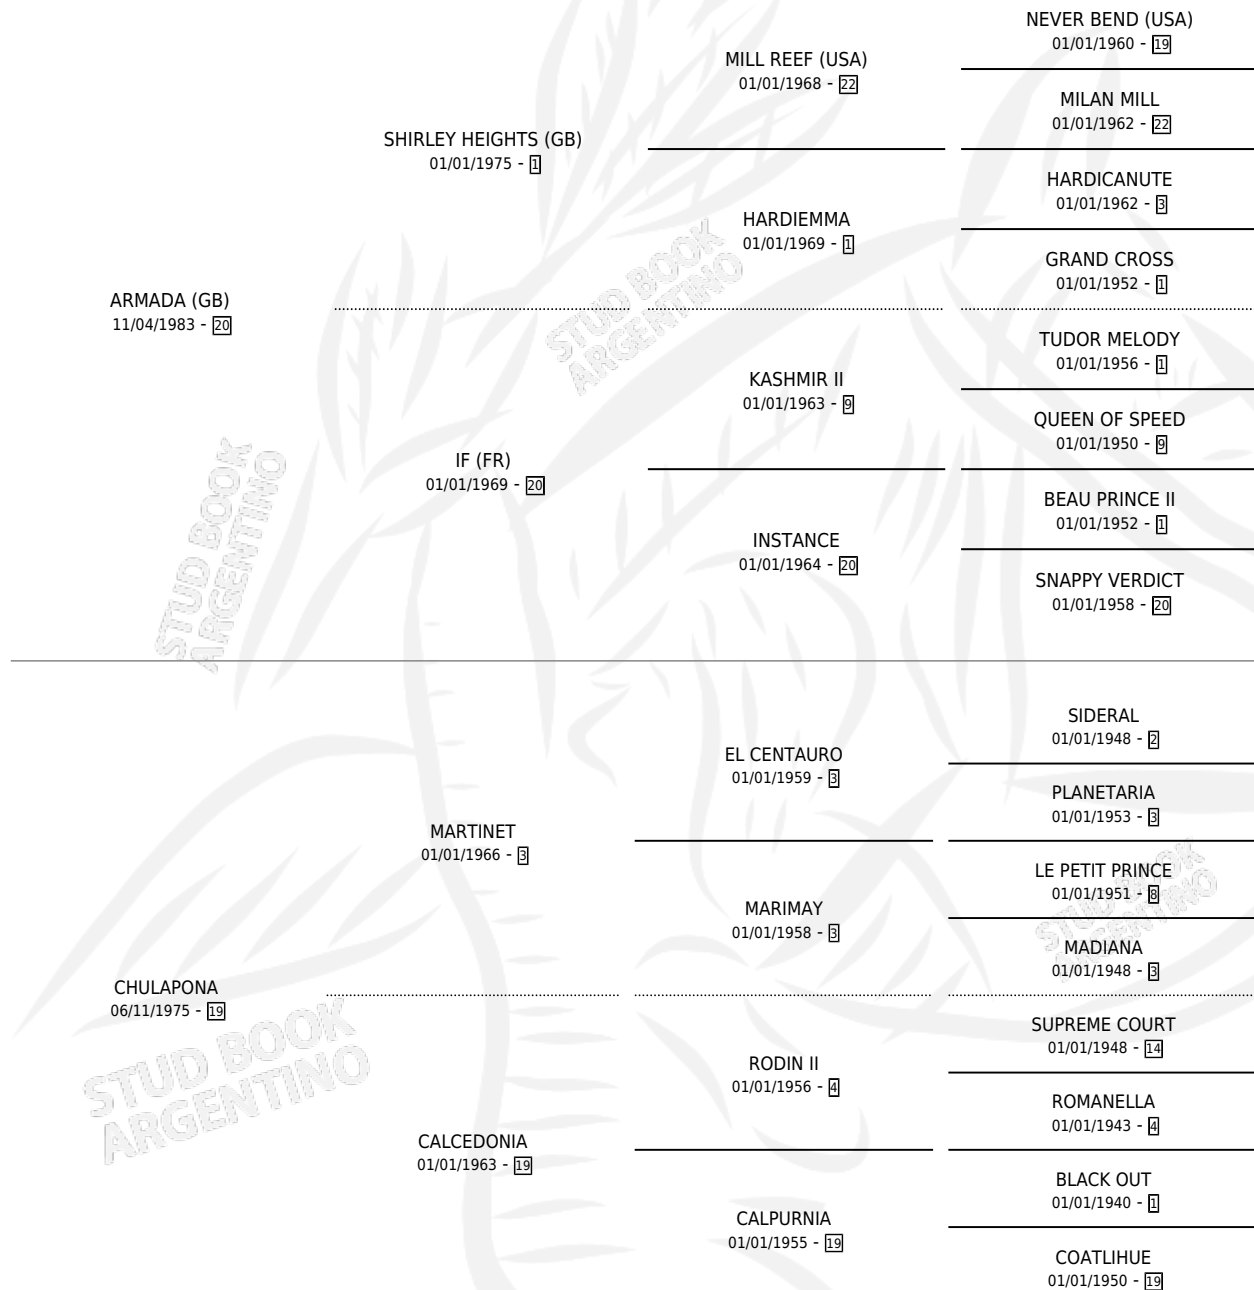 NEVER BEND (USA)
01/01/1960 - 19
MILL REEF (USA)
01/01/1968 - 22
MILAN MILL
01/01/1962 - 22
SHIRLEY HEIGHTS (GB)
01/01/1975 - 1
HARDICANUTE
01/01/1962 - 3
HARDIEMMA
01/01/1969 - 1
GRAND CROSS
01/01/1952 - 1
ARMADA (GB)
11/04/1983 - 20
TUDOR MELODY
01/01/1956 - 1
KASHMIR II
01/01/1963 - 9
QUEEN OF SPEED
01/01/1950 - 9
IF (FR)
01/01/1969 - 20
BEAU PRINCE II
01/01/1952 - 1
INSTANCE
01/01/1964 - 20
SNAPPY VERDICT
01/01/1958 - 20
SIDERAL
01/01/1948 - 2
EL CENTAURO
01/01/1959 - 3
PLANETARIA
01/01/1953 - 3
MARTINET
01/01/1966 - 3
LE PETIT PRINCE
01/01/1951 - 8
MARIMAY
01/01/1958 - 3
MADIANA
01/01/1948 - 3
CHULAPONA
06/11/1975 - 19
SUPREME COURT
01/01/1948 - 14
RODIN II
01/01/1956 - 4
ROMANELLA
01/01/1943 - 4
CALCEDONIA
01/01/1963 - 19
BLACK OUT
01/01/1940 - 1
CALPURNIA
01/01/1955 - 19
COATLIHUE
01/01/1950 - 19
STUD BOOK
ARGENTINO
STUD BOOK
ARGENTINO
STUD BOOK
ARGENTINO
STUD BOOK
ARGENTINO